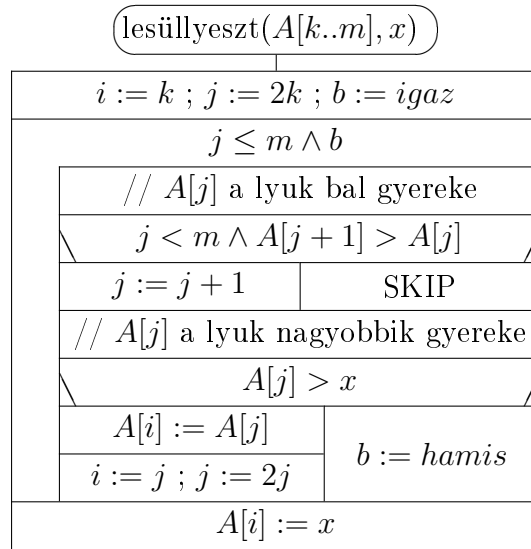 lesüllyeszt(A[k..m], x)
i := k ; j := 2k ; b := igaz
j ≤ m ∧ b
// A[j] a lyuk bal gyereke
j < m ∧ A[j + 1] > A[j]
j := j + 1 SKIP
// A[j] a lyuk nagyobbik gyereke
A[j] > x
A[i] := A[j]
b := hamis
i := j ; j := 2j
A[i] := x